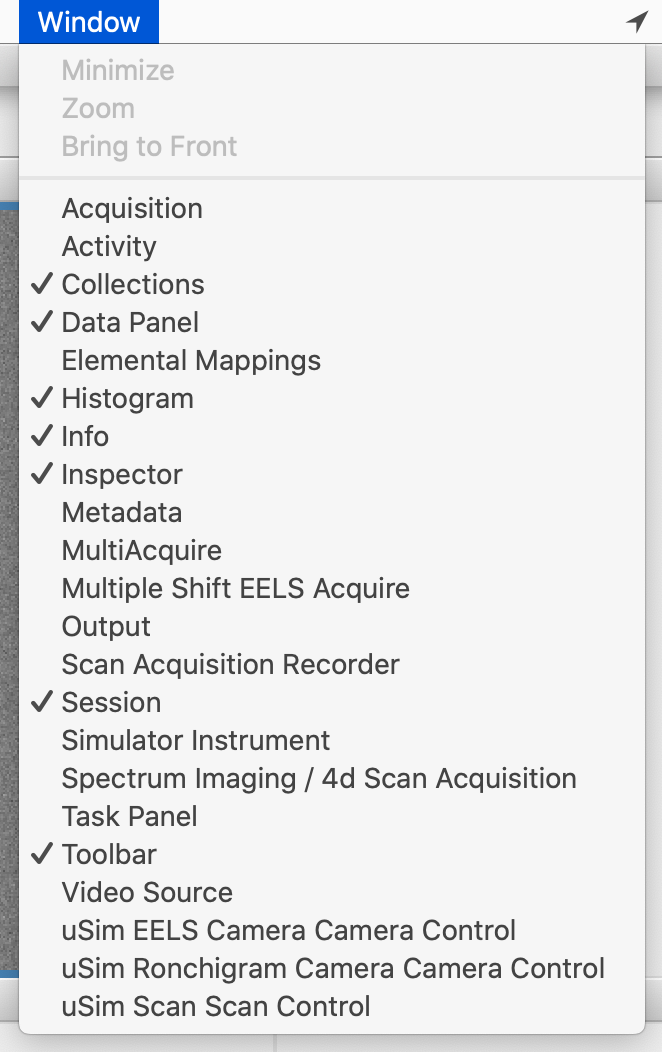 Window
Minimize
Zoom
Bring to Front
Acquisition
Activity
✓ Collections
✓ Data Panel
Elemental Mappings
✓ Histogram
✓ Info
✓ Inspector
Metadata
MultiAcquire
Multiple Shift EELS Acquire
Output
Scan Acquisition Recorder
✓ Session
Simulator Instrument
Spectrum Imaging / 4d Scan Acquisition
Task Panel
✓ Toolbar
Video Source
uSim EELS Camera Camera Control
uSim Ronchigram Camera Camera Control
uSim Scan Scan Control